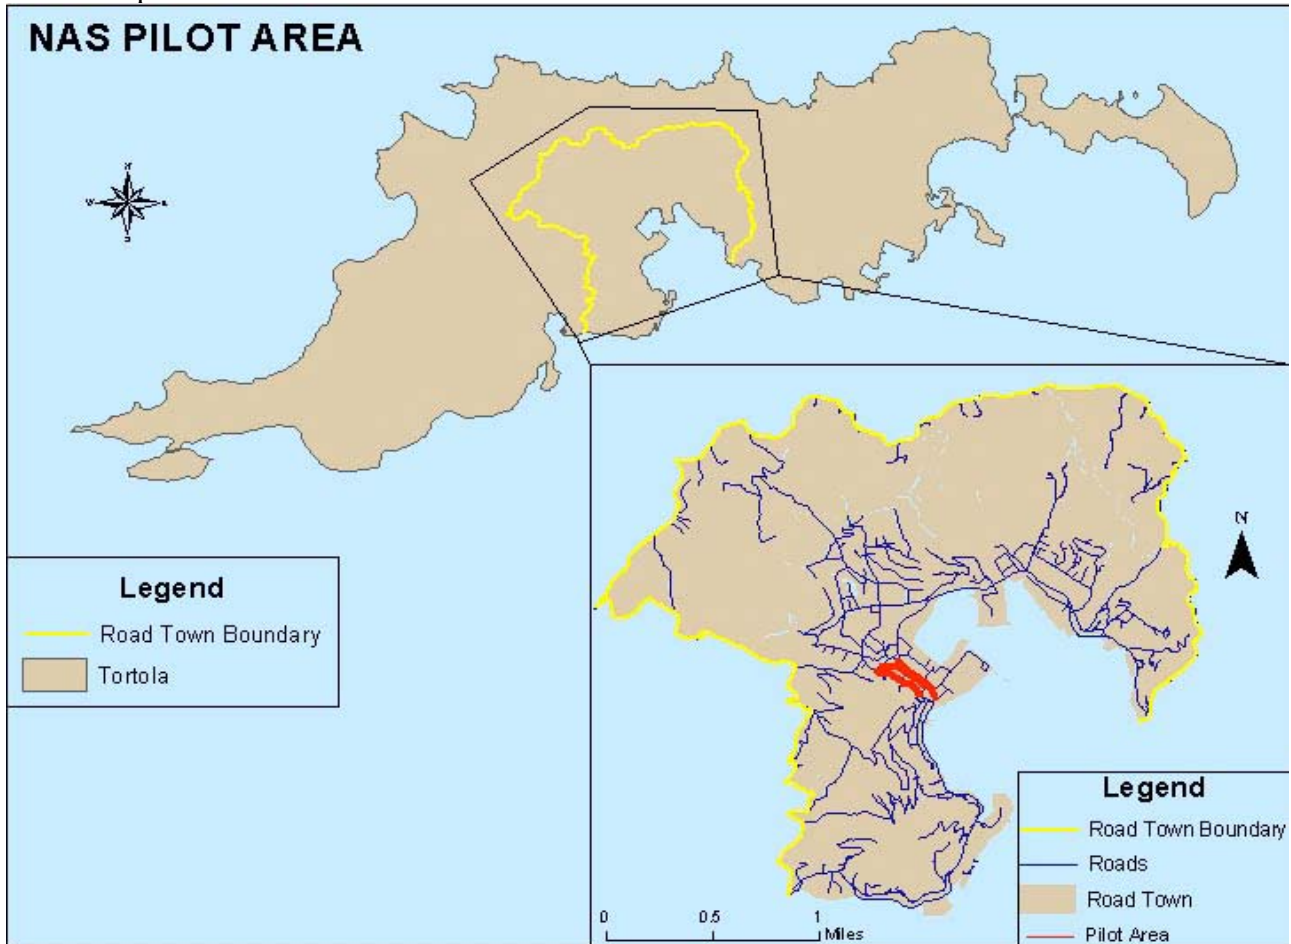 NAS PILOT AREA
N
W
E
S
Legend
Road Town Boundary
Tortola
N
Legend
Road Town Boundary
Roads
Road Town
Pilot Area
0 0.5 1
Miles